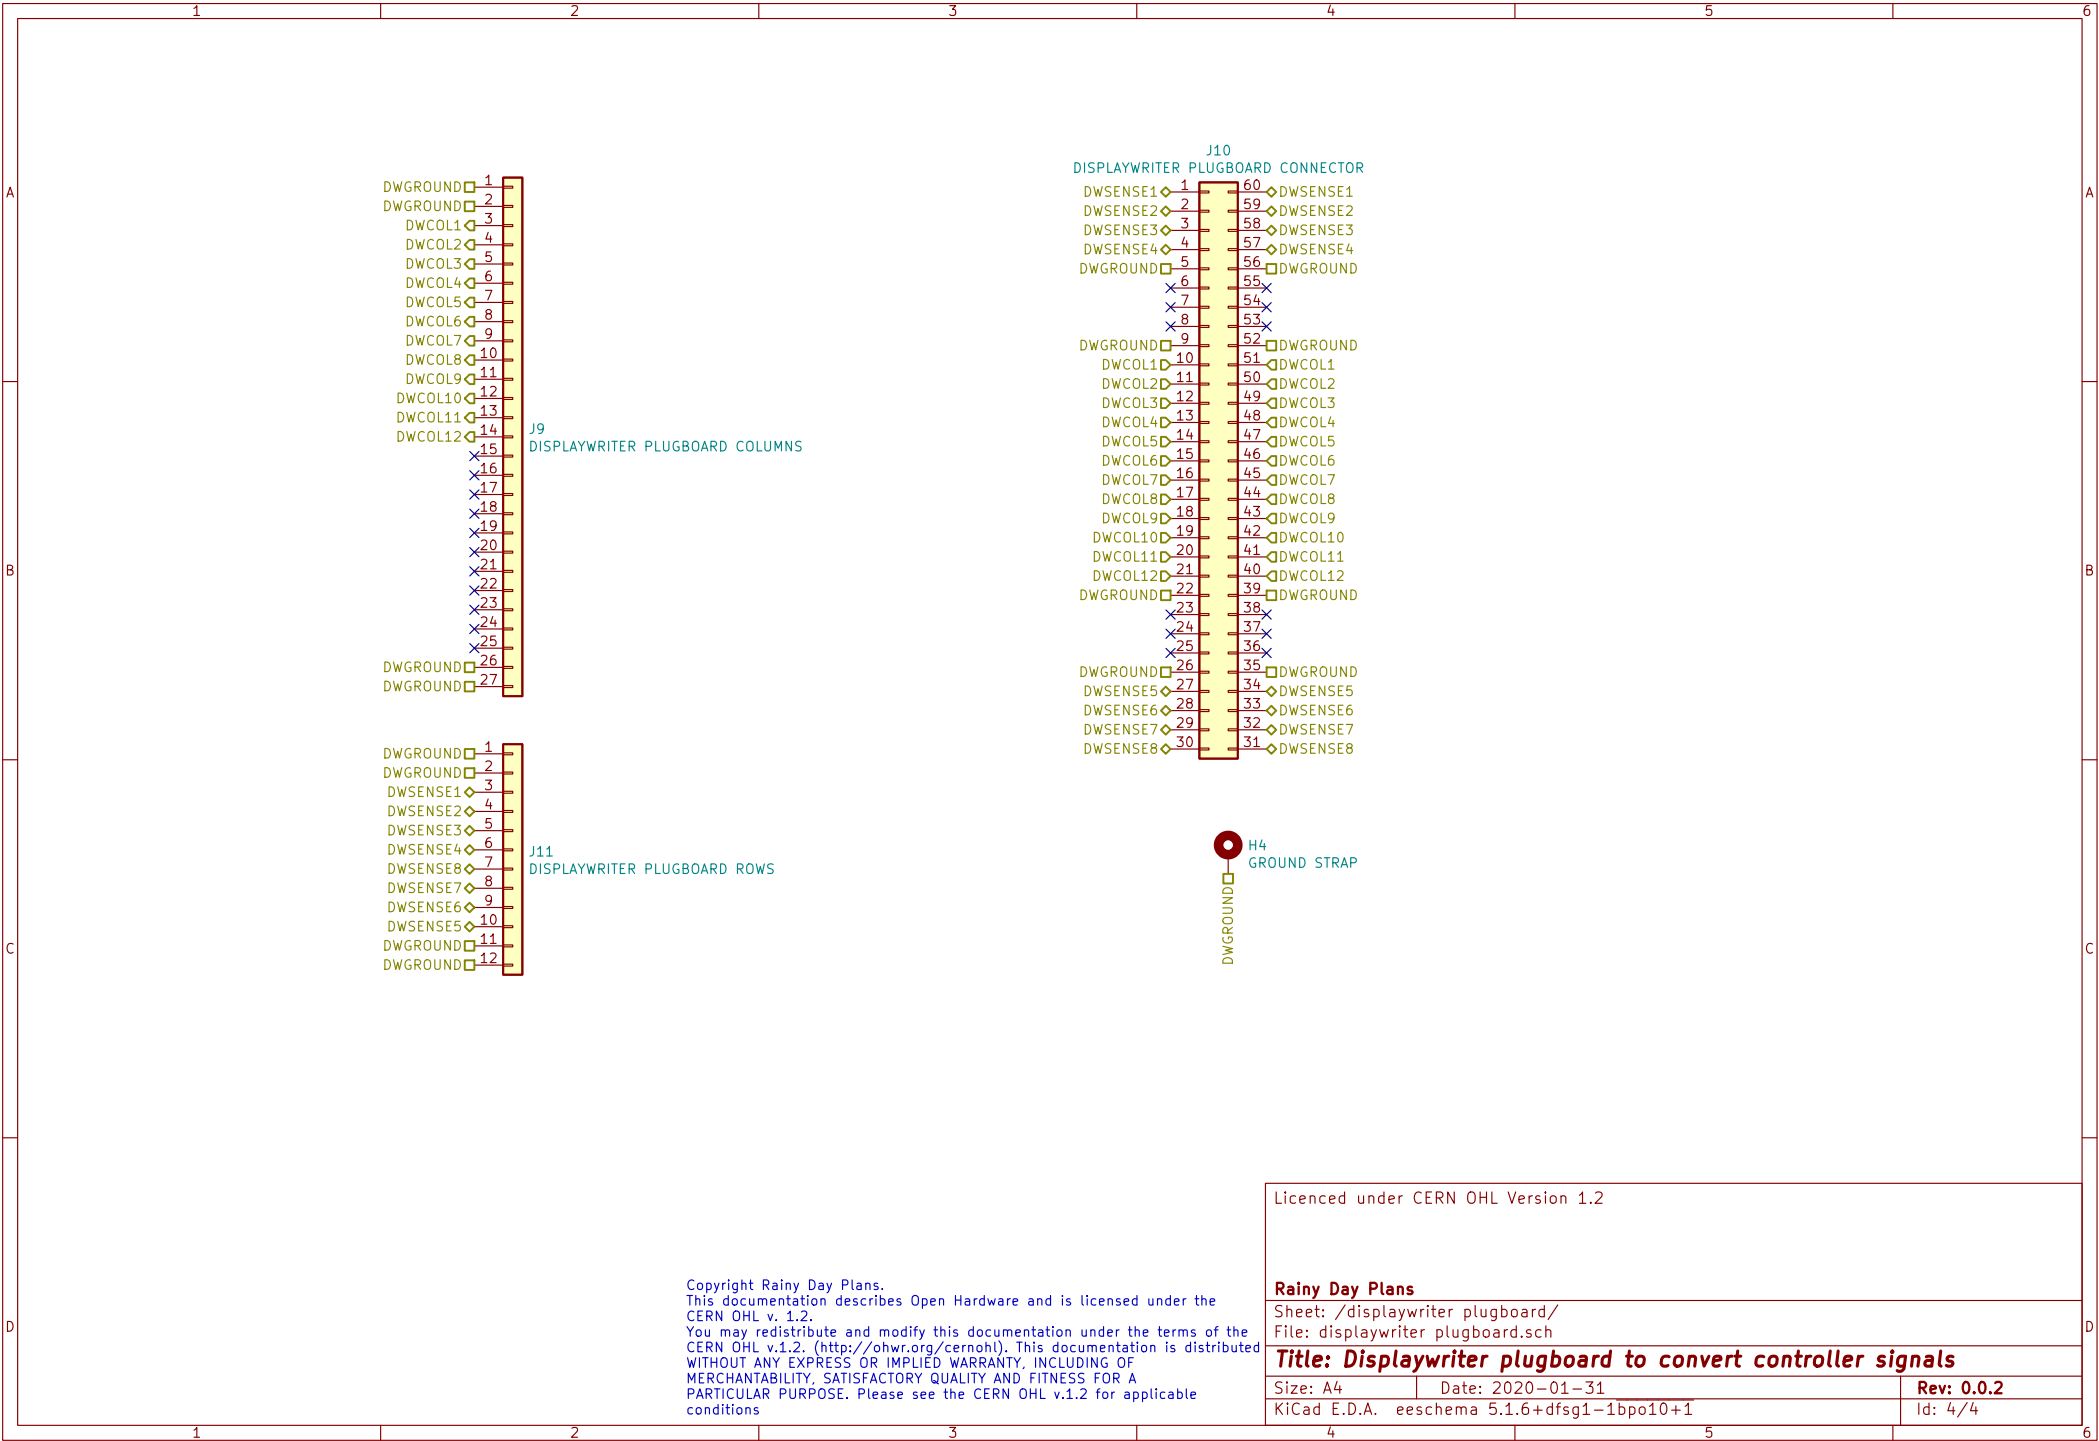 1 2 3 4 5 6
A A
B B
C C
D D
DWGROUND 1
DWGROUND 2
DWCOL1 3
DWCOL2 4
DWCOL3 5
DWCOL4 6
DWCOL5 7
DWCOL6 8
DWCOL7 9
DWCOL8 10
DWCOL9 11
DWCOL10 12
DWCOL11 13
DWCOL12 14
15
16
17
18
19
20
21
22
23
24
25
DWGROUND 26
DWGROUND 27
J9
DISPLAYWRITER PLUGBOARD COLUMNS
DWGROUND 1
DWGROUND 2
DWSENSE1 3
DWSENSE2 4
DWSENSE3 5
DWSENSE4 6
DWSENSE8 7
DWSENSE7 8
DWSENSE6 9
DWSENSE5 10
DWGROUND 11
DWGROUND 12
J11
DISPLAYWRITER PLUGBOARD ROWS
J10
DISPLAYWRITER PLUGBOARD CONNECTOR
DWSENSE1 1 60 DWSENSE1
DWSENSE2 2 59 DWSENSE2
DWSENSE3 3 58 DWSENSE3
DWSENSE4 4 57 DWSENSE4
DWGROUND 5 56 DWGROUND
6 55
7 54
8 53
DWGROUND 9 52 DWGROUND
DWCOL1 10 51 DWCOL1
DWCOL2 11 50 DWCOL2
DWCOL3 12 49 DWCOL3
DWCOL4 13 48 DWCOL4
DWCOL5 14 47 DWCOL5
DWCOL6 15 46 DWCOL6
DWCOL7 16 45 DWCOL7
DWCOL8 17 44 DWCOL8
DWCOL9 18 43 DWCOL9
DWCOL10 19 42 DWCOL10
DWCOL11 20 41 DWCOL11
DWCOL12 21 40 DWCOL12
DWGROUND 22 39 DWGROUND
23 38
24 37
25 36
DWGROUND 26 35 DWGROUND
DWSENSE5 27 34 DWSENSE5
DWSENSE6 28 33 DWSENSE6
DWSENSE7 29 32 DWSENSE7
DWSENSE8 30 31 DWSENSE8
H4
GROUND STRAP
DWGROUND
Copyright Rainy Day Plans.
This documentation describes Open Hardware and is licensed under the
CERN OHL v. 1.2.
You may redistribute and modify this documentation under the terms of the
CERN OHL v.1.2. (http://ohwr.org/cernohl). This documentation is distributed
WITHOUT ANY EXPRESS OR IMPLIED WARRANTY, INCLUDING OF
MERCHANTABILITY, SATISFACTORY QUALITY AND FITNESS FOR A
PARTICULAR PURPOSE. Please see the CERN OHL v.1.2 for applicable
conditions
Licenced under CERN OHL Version 1.2
Rainy Day Plans
Sheet: /displaywriter plugboard/
File: displaywriter plugboard.sch
Title: Displaywriter plugboard to convert controller signals
Size: A4 Date: 2020-01-31 Rev: 0.0.2
KiCad E.D.A. eeschema 5.1.6+dfsg1-1bpo10+1 Id: 4/4
1 2 3 4 5 6